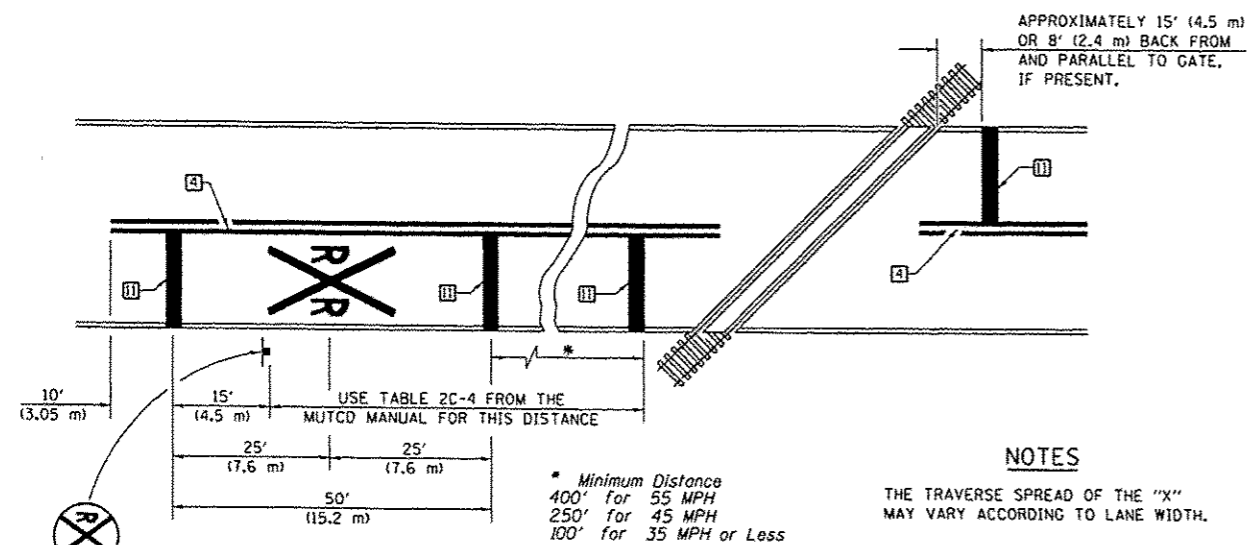 APPROXIMATELY 15' (4.5 m)
OR 8' (2.4 m) BACK FROM
AND PARALLEL TO GATE,
IF PRESENT.
4
11
R
R
11
11
11
4
*
10'
(3.05 m)
15'
(4.5 m)
USE TABLE 2C-4 FROM THE
MUTCD MANUAL FOR THIS DISTANCE
25'
(7.6 m)
25'
(7.6 m)
50'
(15.2 m)
R
* Minimum Distance
400' for 55 MPH
250' for 45 MPH
100' for 35 MPH or Less
NOTES
THE TRAVERSE SPREAD OF THE "X"
MAY VARY ACCORDING TO LANE WIDTH.